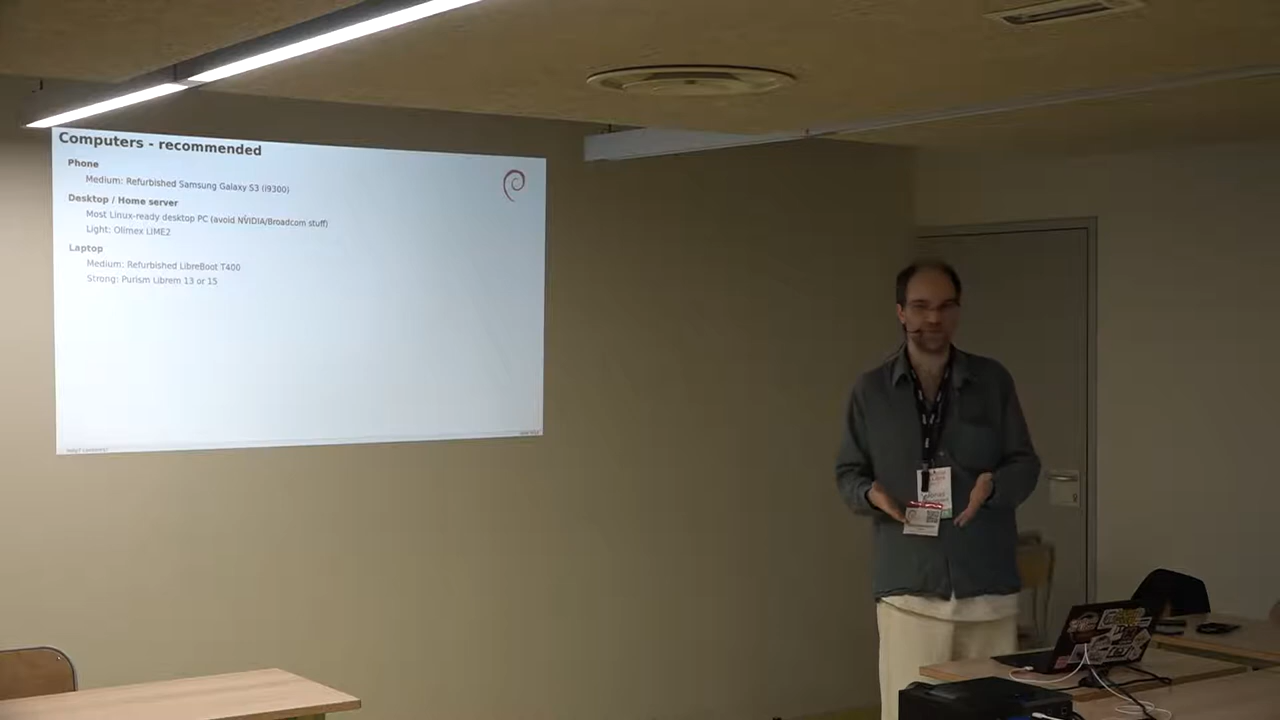 Computers - recommended
Phone
Medium: Refurbished Samsung Galaxy S3 (i9300)
Desktop / Home server
Most Linux-ready desktop PC (avoid NVIDIA/Broadcom stuff)
Light: Olimex LIME2
Laptop
Medium: Refurbished LibreBoot T400
Strong: Purism Librem 13 or 15